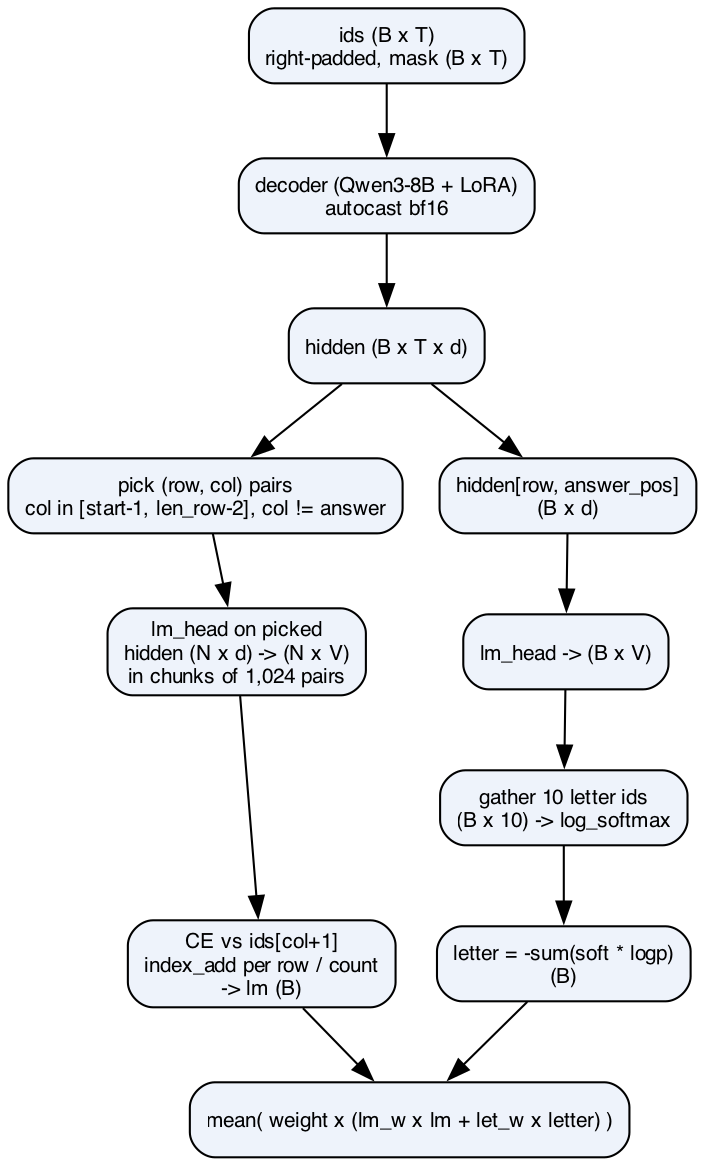 ids (B x T)
right-padded, mask (B x T)
decoder (Qwen3-8B + LoRA)
autocast bf16
hidden (B x T x d)
pick (row, col) pairs
col in [start-1, len_row-2], col != answer
hidden[row, answer_pos]
(B x d)
lm_head on picked
hidden (N x d) -> (N x V)
in chunks of 1,024 pairs
lm_head -> (B x V)
gather 10 letter ids
(B x 10) -> log_softmax
CE vs ids[col+1]
index_add per row / count
-> lm (B)
letter = -sum(soft * logp)
(B)
mean( weight x (lm_w x lm + let_w x letter) )